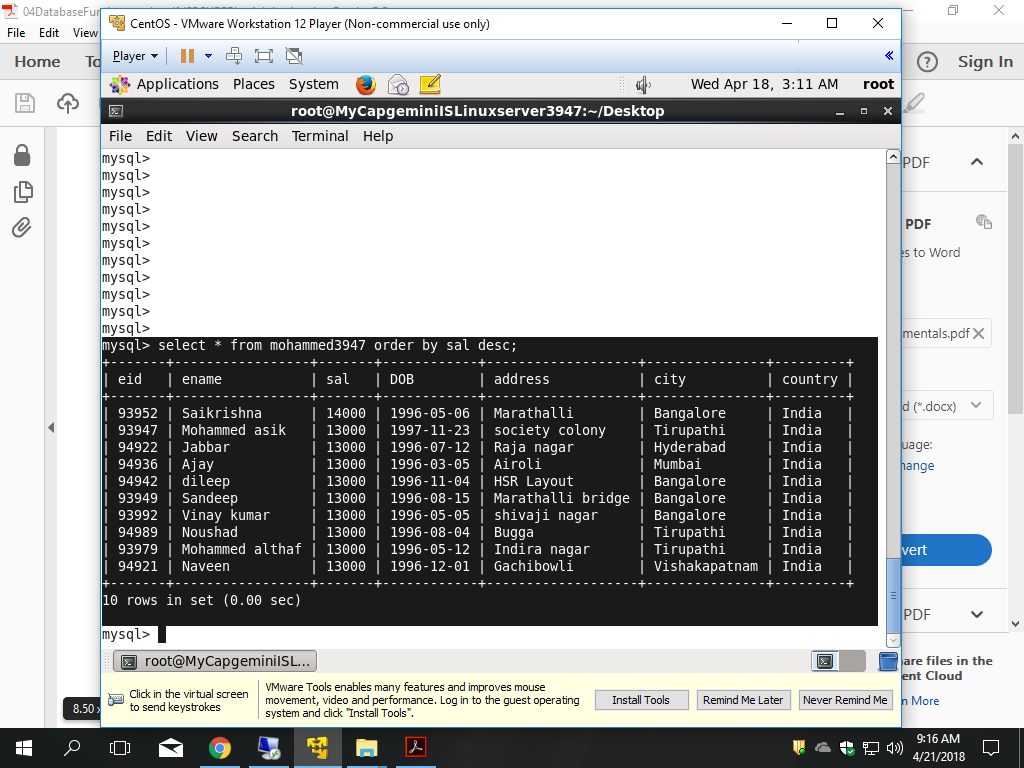 04DatabaseFun
CentOS - VMware Workstation 12 Player (Non-commercial use only)
File Edit View
Player
Home To
Sign In
Applications Places System
Wed Apr 18, 3:11 AM root
root@MyCapgeminiISLinuxserver3947:~/Desktop
File Edit View Search Terminal Help
mysql>
mysql>
mysql>
mysql>
mysql>
mysql>
mysql>
mysql>
mysql>
mysql>
mysql>
mysql> select * from mohammed3947 order by sal desc;
+-------+----------------+-------+------------+-------------------+---------------+---------+
| eid | ename | sal | DOB | address | city | country |
+-------+----------------+-------+------------+-------------------+---------------+---------+
| 93952 | Saikrishna | 14000 | 1996-05-06 | Marathalli | Bangalore | India |
| 93947 | Mohammed asik | 13000 | 1997-11-23 | society colony | Tirupathi | India |
| 94922 | Jabbar | 13000 | 1996-07-12 | Raja nagar | Hyderabad | India |
| 94936 | Ajay | 13000 | 1996-03-05 | Airoli | Mumbai | India |
| 94942 | dileep | 13000 | 1996-11-04 | HSR Layout | Bangalore | India |
| 93949 | Sandeep | 13000 | 1996-08-15 | Marathalli bridge | Bangalore | India |
| 93992 | Vinay kumar | 13000 | 1996-05-05 | shivaji nagar | Bangalore | India |
| 94989 | Noushad | 13000 | 1996-08-04 | Bugga | Tirupathi | India |
| 93979 | Mohammed althaf | 13000 | 1996-05-12 | Indira nagar | Tirupathi | India |
| 94921 | Naveen | 13000 | 1996-12-01 | Gachibowli | Vishakapatnam | India |
+-------+----------------+-------+------------+-------------------+---------------+---------+
10 rows in set (0.00 sec)
mysql>
PDF
PDF
es to Word
mentals.pdf
d (*.docx)
uage:
ange
vert
PDF
are files in the
ent Cloud
n More
root@MyCapgeminiISL...
Click in the virtual screen
to send keystrokes
VMware Tools enables many features and improves mouse
movement, video and performance. Log in to the guest operating
system and click "Install Tools".
Install Tools
Remind Me Later
Never Remind Me
8.50 x
9:16 AM
4/21/2018